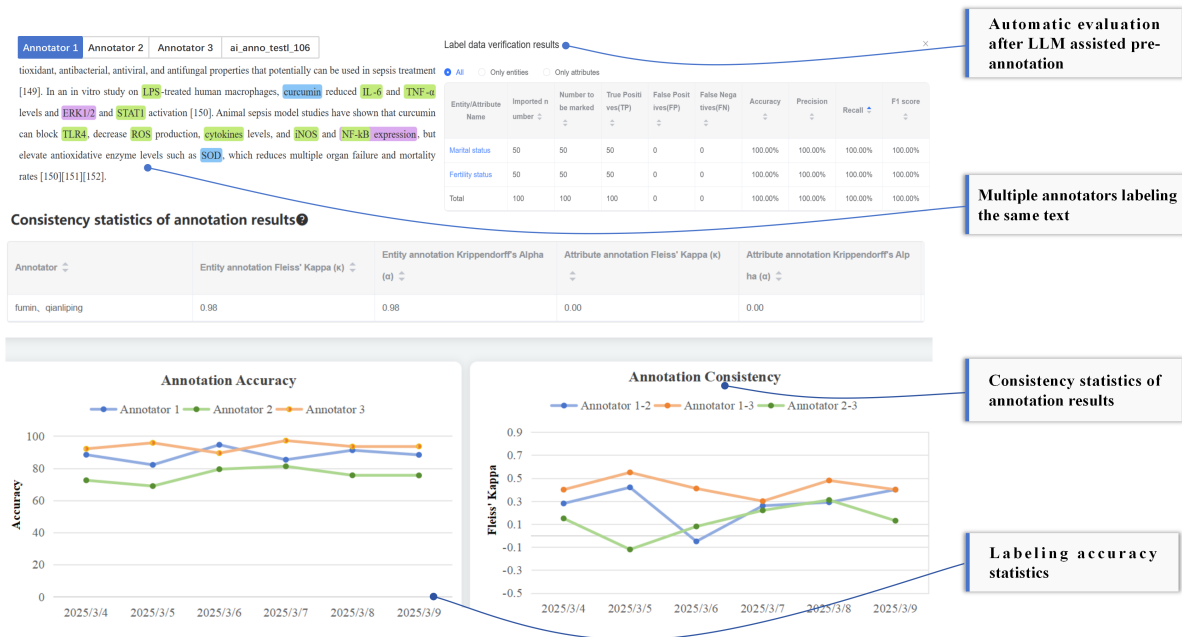 Annotator 1 Annotator 2 Annotator 3 ai_anno_testl_106
tioxidant, antibacterial, antiviral, and antifungal properties that potentially can be used in sepsis treatment
[149]. In an in vitro study on LPS-treated human macrophages, curcumin reduced IL-6 and TNF-α
levels and ERK1/2 and STAT1 activation [150]. Animal sepsis model studies have shown that curcumin
can block TLR4, decrease ROS production, cytokines levels, and iNOS and NF-kB expression, but
elevate antioxidative enzyme levels such as SOD, which reduces multiple organ failure and mortality
rates [150][151][152].
Label data verification results
All Only entities Only attributes
Entity/Attribute
Name
Imported n
umber
Number to
be marked
True Positi
ves(TP)
False Posit
ives(FP)
False Nega
tives(FN)
Accuracy
Precision
Recall
F1 score
Marital status 50 50 50 0 0 100.00% 100.00% 100.00% 100.00%
Fertility status 50 50 50 0 0 100.00% 100.00% 100.00% 100.00%
Total 100 100 100 0 0 100.00% 100.00% 100.00% 100.00%
Automatic evaluation
after LLM assisted pre-
annotation
Multiple annotators labeling
the same text
Consistency statistics of annotation results?
Annotator
Entity annotation Fleiss' Kappa (κ)
Entity annotation Krippendorff's Alpha
(α)
Attribute annotation Fleiss' Kappa (κ)
Attribute annotation Krippendorff's Alp
ha (α)
fumin、qianliping 0.98 0.98 0.00 0.00
Annotation Accuracy
Annotator 1 Annotator 2 Annotator 3
Accuracy
100
80
60
40
20
0
2025/3/4 2025/3/5 2025/3/6 2025/3/7 2025/3/8 2025/3/9
Annotation Consistency
Annotator 1-2 Annotator 1-3 Annotator 2-3
Fleiss' Kappa
0.9
0.7
0.5
0.3
0.1
-0.1
-0.3
-0.5
2025/3/4 2025/3/5 2025/3/6 2025/3/7 2025/3/8 2025/3/9
Consistency statistics of
annotation results
Labeling accuracy
statistics